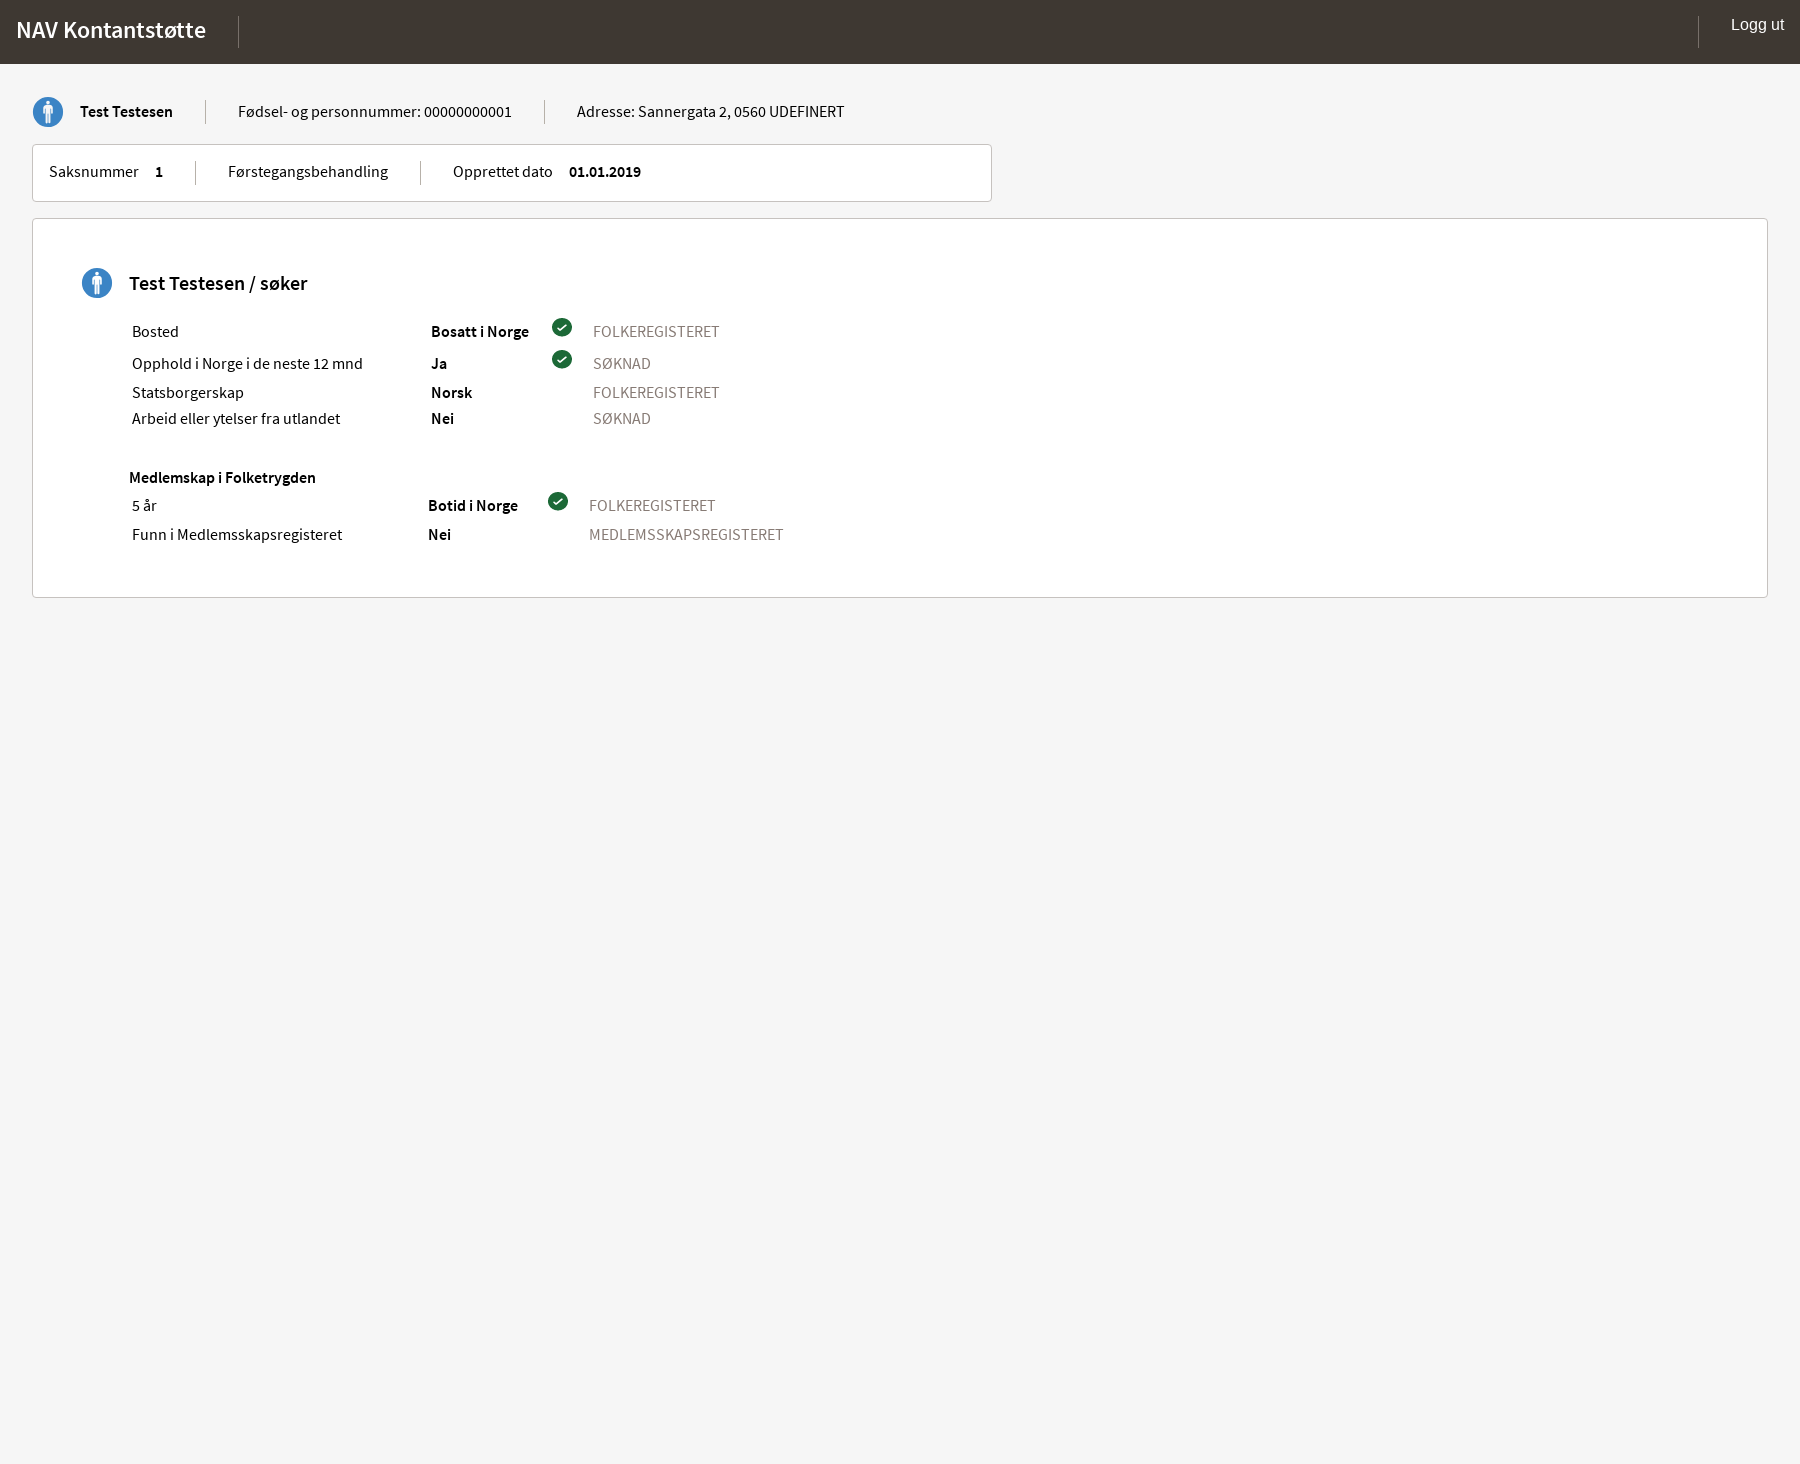 NAV Kontantstøtte Logg ut
Test Testesen Fødsel- og personnummer: 00000000001 Adresse: Sannergata 2, 0560 UDEFINERT
Saksnummer 1 Førstegangsbehandling Opprettet dato 01.01.2019
Test Testesen / søker
Bosted Bosatt i Norge FOLKEREGISTERET
Opphold i Norge i de neste 12 mnd Ja SØKNAD
Statsborgerskap Norsk FOLKEREGISTERET
Arbeid eller ytelser fra utlandet Nei SØKNAD
Medlemskap i Folketrygden
5 år Botid i Norge FOLKEREGISTERET
Funn i Medlemsskapsregisteret Nei MEDLEMSSKAPSREGISTERET